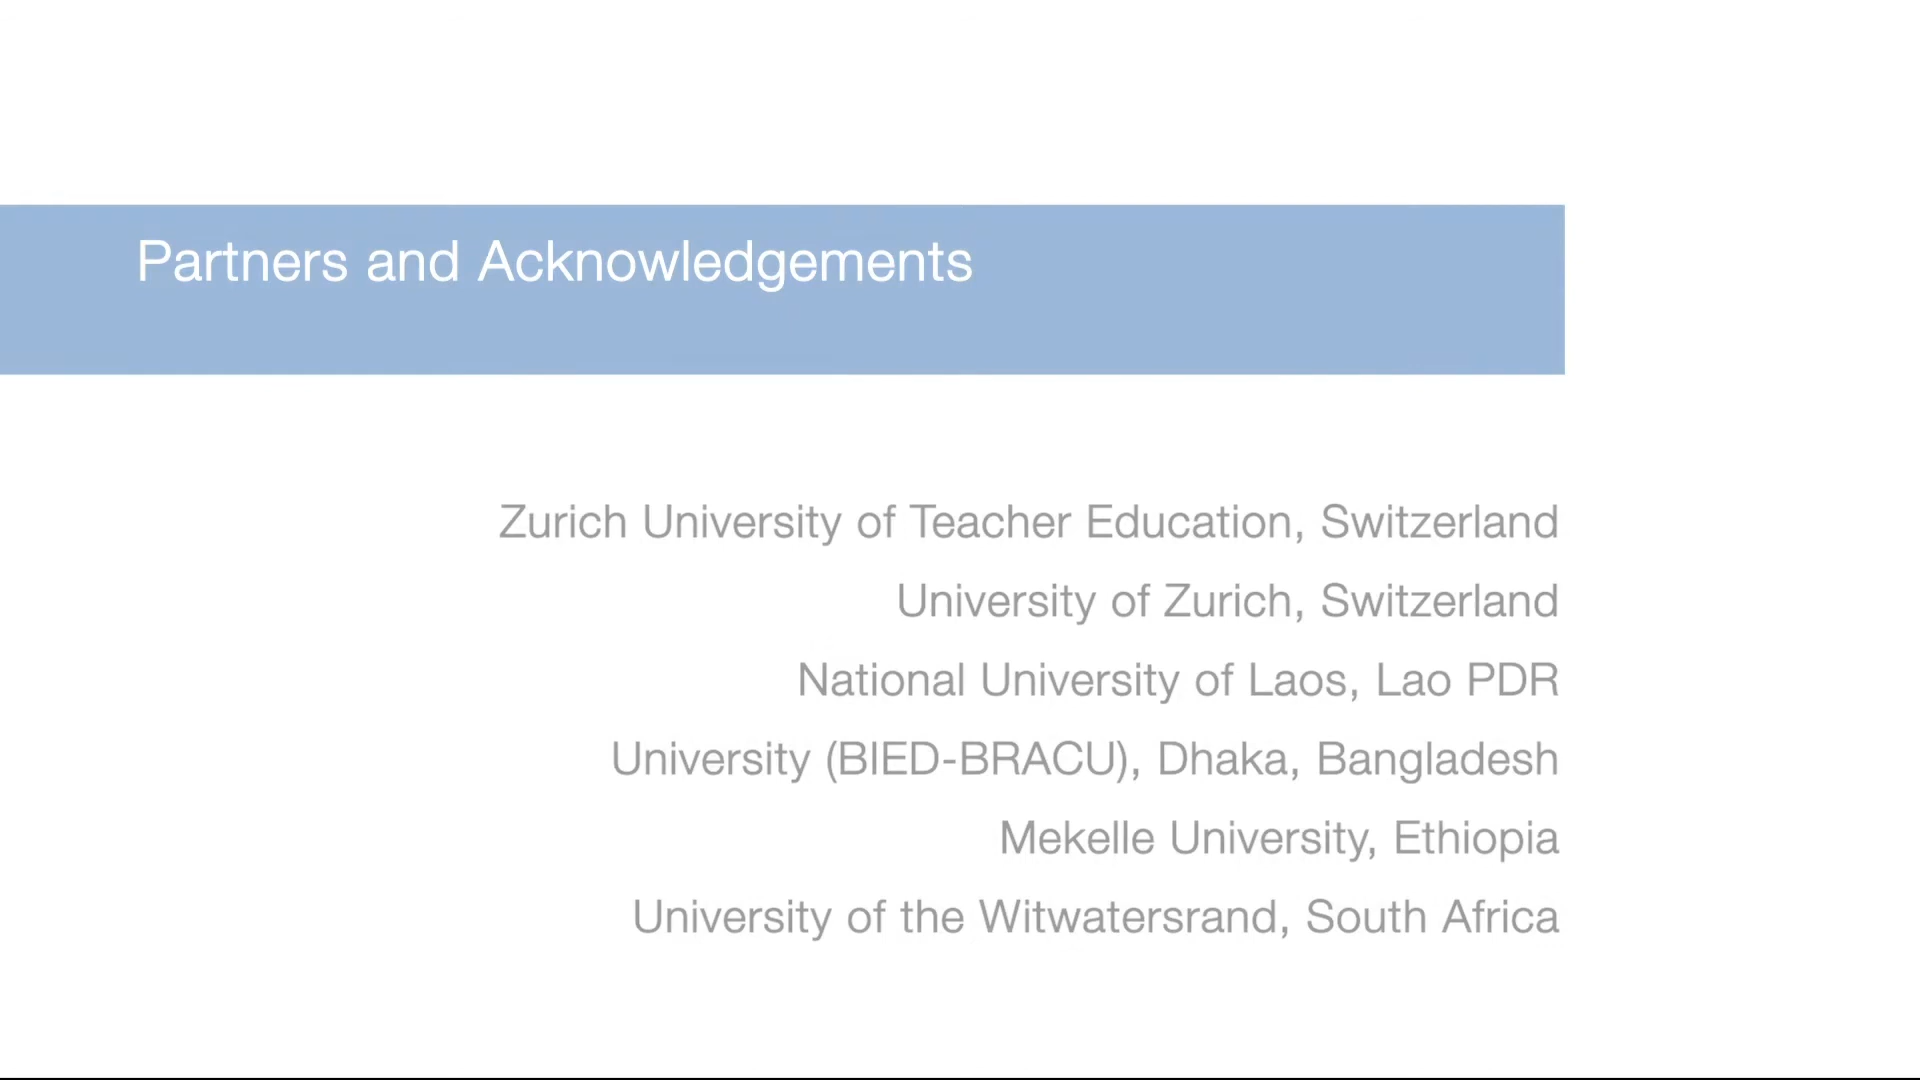 Partners and Acknowledgements
Zurich University of Teacher Education, Switzerland
University of Zurich, Switzerland
National University of Laos, Lao PDR
University (BIED-BRACU), Dhaka, Bangladesh
Mekelle University, Ethiopia
University of the Witwatersrand, South Africa